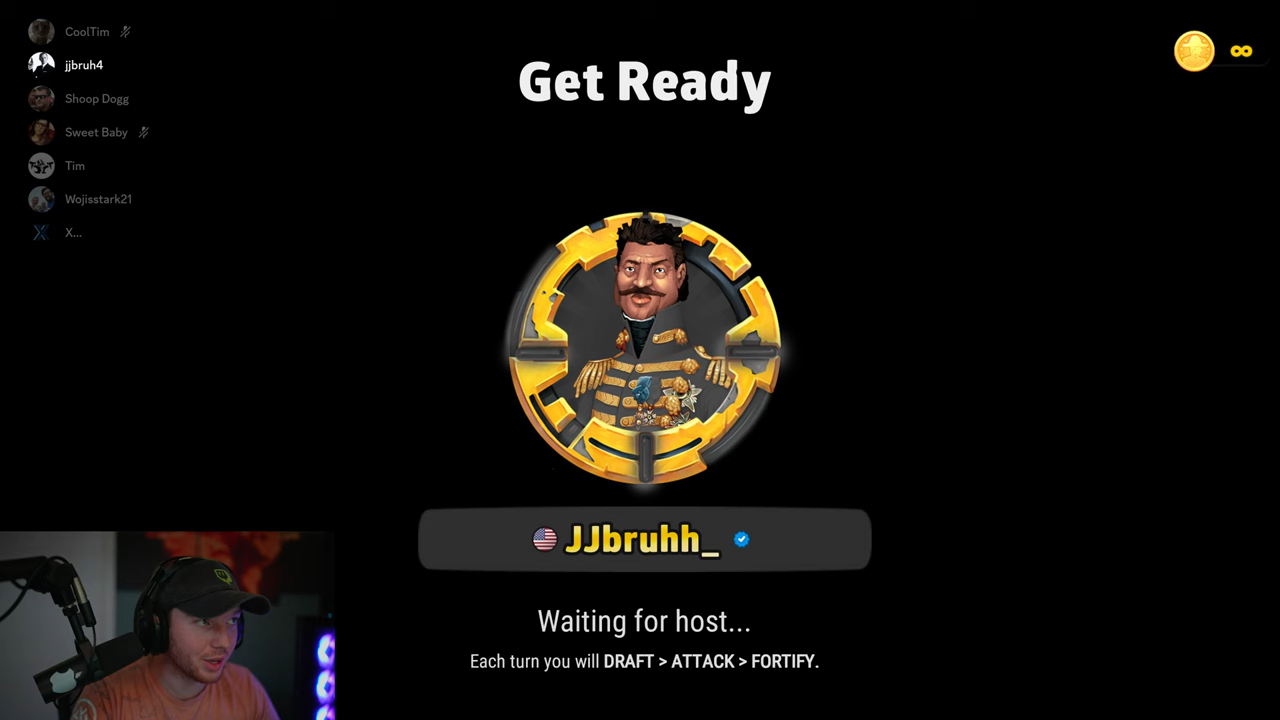 CoolTim
jjbruh4
Shoop Dogg
Sweet Baby
Tim
Wojisstark21
X...
Get Ready
∞
JJbruhh_
Waiting for host...
Each turn you will DRAFT > ATTACK > FORTIFY.